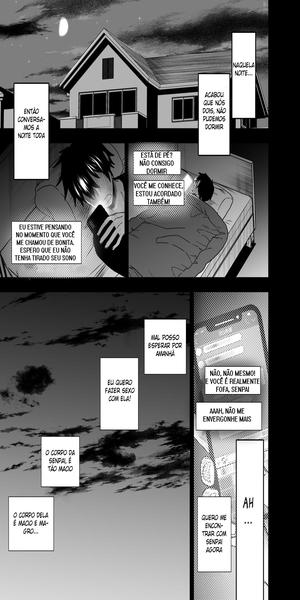 NAQUELA
NOITE...
ACABOU
QUE NÓS
DOIS, NÃO
PUDEMOS
DORMIR
ENTÃO
CONVERSA-
MOS A
NOITE TODA
ESTÁ DE PÉ?
NÃO CONSIGO
DORMIR
VOCÊ ME CONHECE,
ESTOU ACORDADO
TAMBÉM!
EU ESTIVE PENSANDO
NO MOMENTO QUE VOCÊ
ME CHAMOU DE BONITA.
ESPERO QUE EU NÃO
TENHA TIRADO SEU SONO
NÃO, NÃO MESMO!
E VOCÊ É REALMENTE
FOFA, SENPAI
AAAH, NÃO ME
ENVERGONHE MAIS
AH
...
QUERO ME
ENCON-
TRAR COM
SENPAI
AGORA
MAL POSSO
ESPERAR POR
AMANHÃ
EU QUERO
FAZER SEXO
COM ELA!
O CORPO DA
SENPAI É
TÃO MACIO
O CORPO DELA
É MACIO E MA-
GRO...